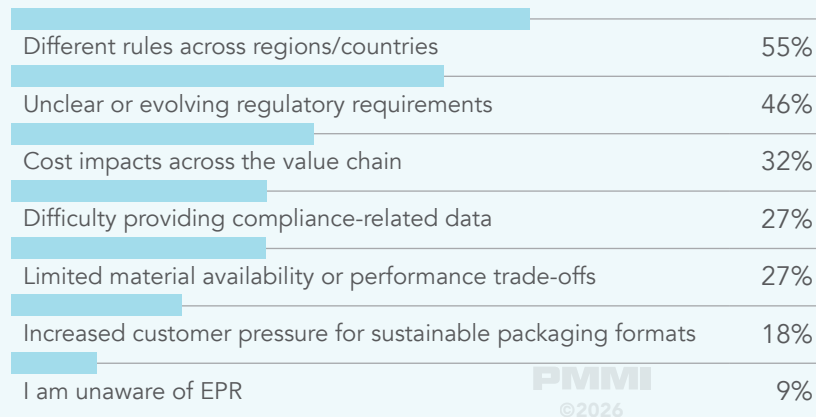 Different rules across regions/countries 55%
Unclear or evolving regulatory requirements 46%
Cost impacts across the value chain 32%
Difficulty providing compliance-related data 27%
Limited material availability or performance trade-offs 27%
Increased customer pressure for sustainable packaging formats 18%
I am unaware of EPR 9%
PMMI
©2026